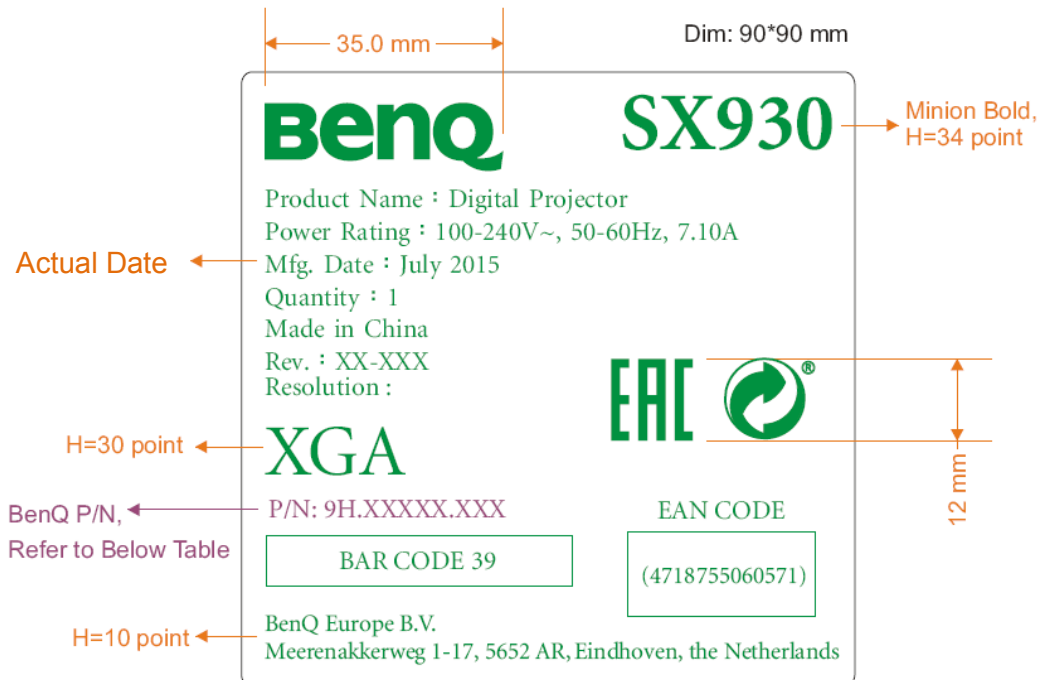 35.0 mm
Dim: 90*90 mm
BenQ
SX930
Minion Bold,
H=34 point
Product Name : Digital Projector
Power Rating : 100-240V~, 50-60Hz, 7.10A
Actual Date
Mfg. Date : July 2015
Quantity : 1
Made in China
Rev. : XX-XXX
Resolution :
EAC
®
12 mm
H=30 point
XGA
BenQ P/N,
Refer to Below Table
P/N: 9H.XXXXX.XXX
EAN CODE
BAR CODE 39
(4718755060571)
H=10 point
BenQ Europe B.V.
Meerenakkerweg 1-17, 5652 AR, Eindhoven, the Netherlands